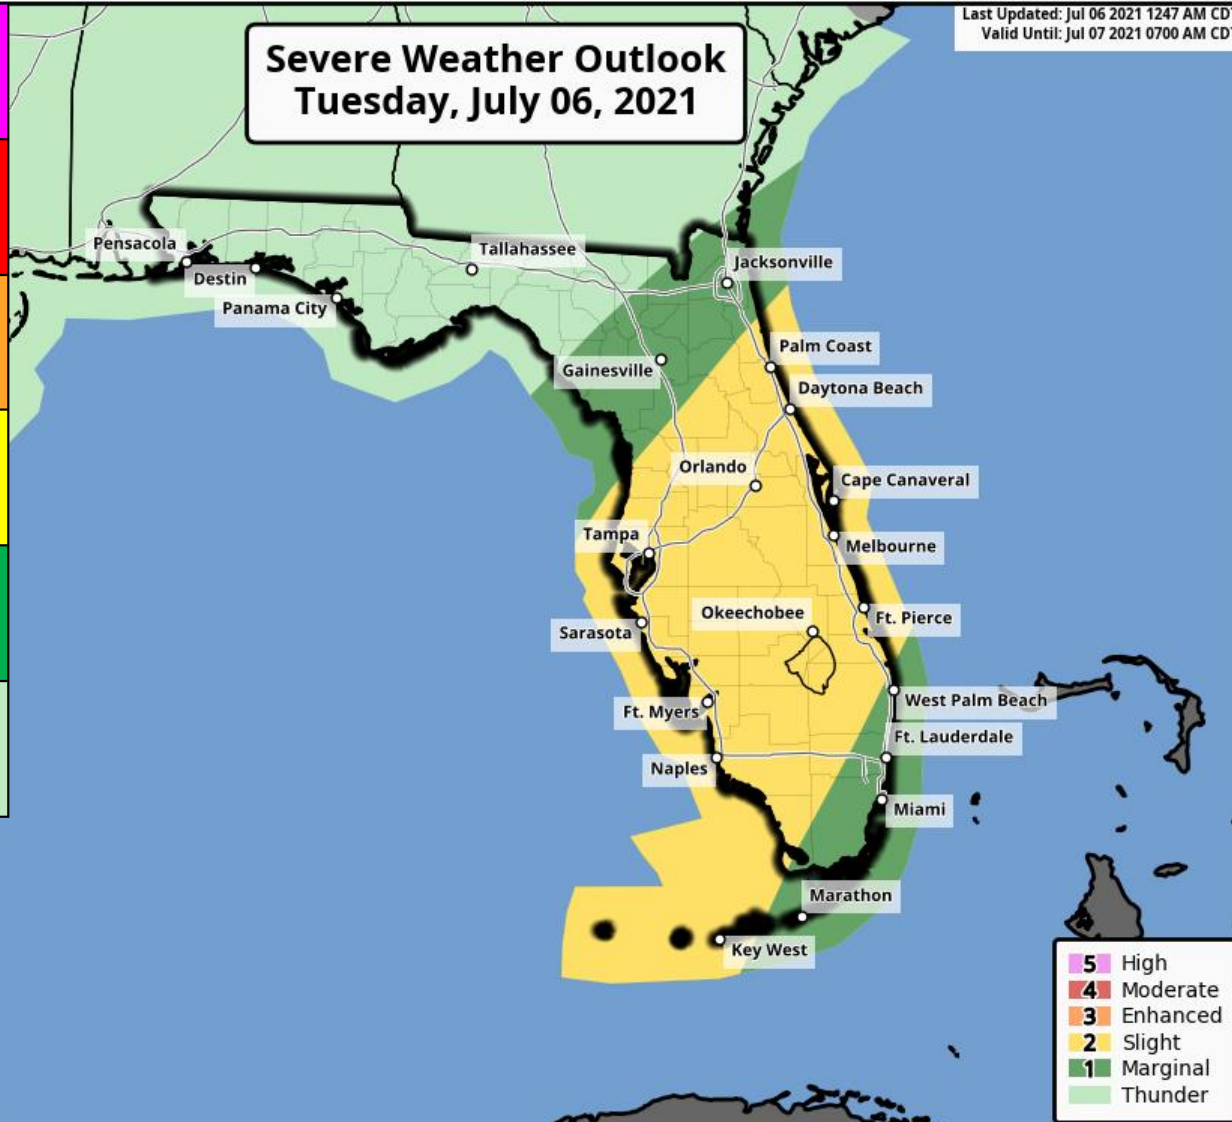 Last Updated: Jul 06 2021 1247 AM CDT
Valid Until: Jul 07 2021 0700 AM CDT
Severe Weather Outlook
Tuesday, July 06, 2021
Pensacola
Tallahassee
Jacksonville
Destin
Panama City
Palm Coast
Gainesville
Daytona Beach
Orlando
Cape Canaveral
Tampa
Melbourne
Okeechobee
Ft. Pierce
Sarasota
West Palm Beach
Ft. Myers
Ft. Lauderdale
Naples
Miami
Marathon
Key West
5 High
4 Moderate
3 Enhanced
2 Slight
1 Marginal
Thunder